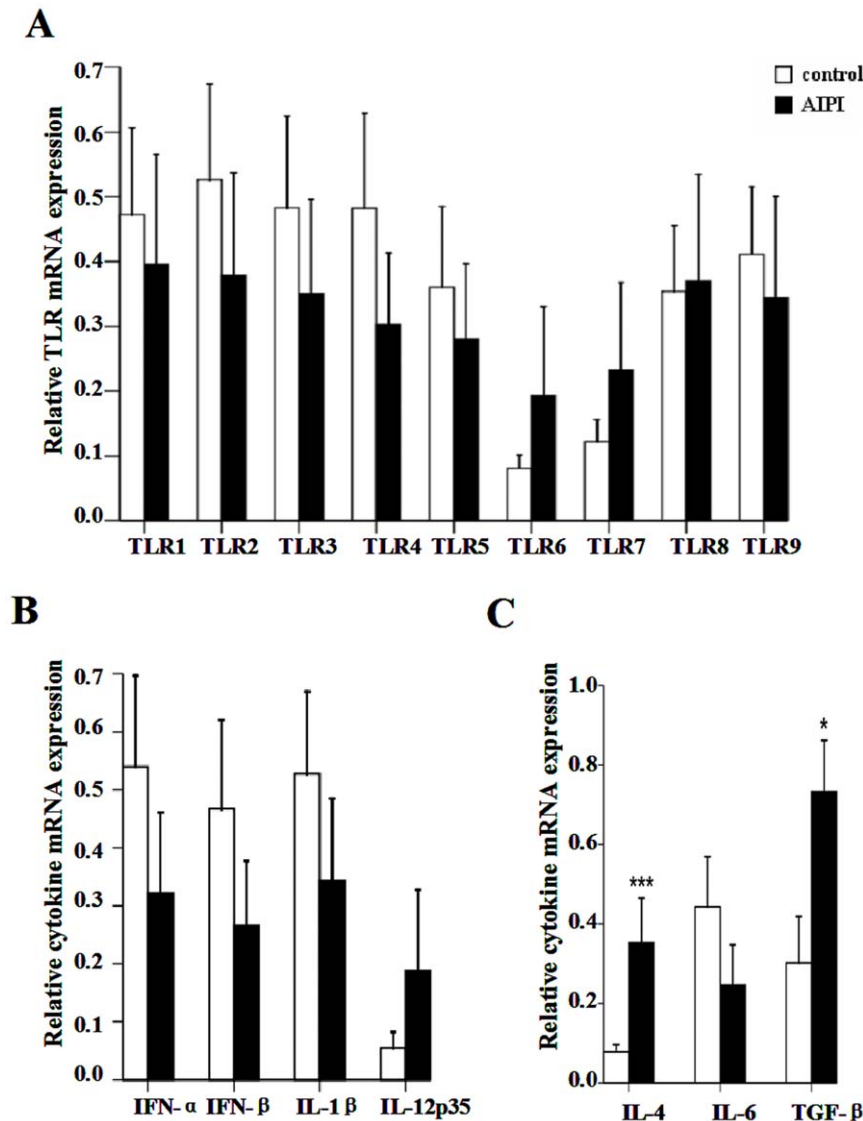 A
Relative TLR mRNA expression
0.7
0.6
0.5
0.4
0.3
0.2
0.1
0.0
control
AIPI
TLR1 TLR2 TLR3 TLR4 TLR5 TLR6 TLR7 TLR8 TLR9
B
Relative cytokine mRNA expression
0.7
0.5
0.4
0.3
0.2
0.1
0.0
IFN-α IFN-β IL-1β IL-12p35
C
Relative cytokine mRNA expression
1.0
0.8
0.6
0.4
0.2
0.0
***
*
IL-4 IL-6 TGF-β